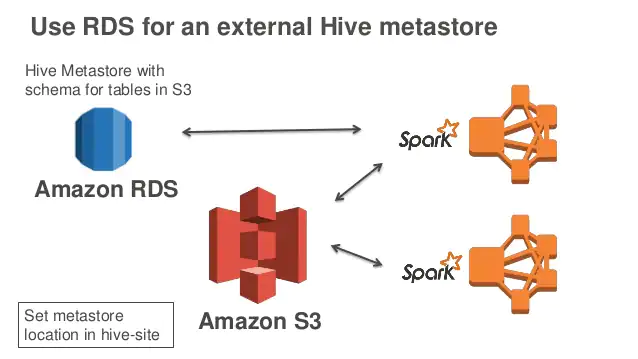 Use RDS for an external Hive metastore
Hive Metastore with
schema for tables in S3
Spark
Amazon RDS
Spark
Amazon S3
Set metastore
location in hive-site